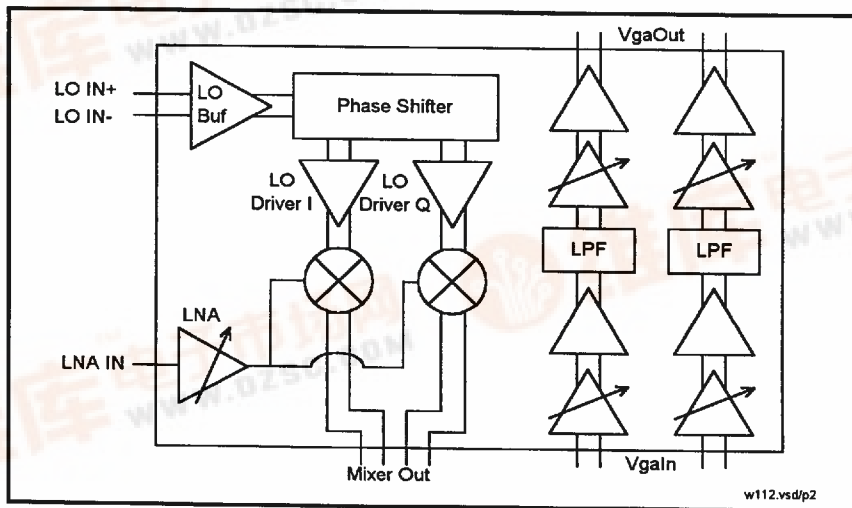 VgaOut
LO IN+
LO IN-
LO
Buf
Phase Shifter
LO
Driver I
LO
Driver Q
LPF
LPF
LNA
LNA IN
Mixer Out
VgaIn
w112.vsd/p2